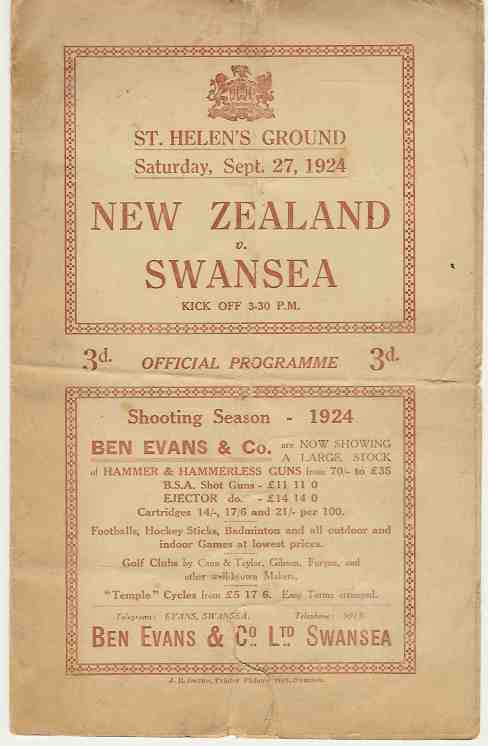 ST. HELEN'S GROUND
Saturday, Sept. 27, 1924
NEW ZEALAND
v.
SWANSEA
KICK OFF 3-30 P.M.
3d. OFFICIAL PROGRAMME 3d.
Shooting Season - 1924
BEN EVANS & Co. are NOW SHOWING
A LARGE STOCK
of HAMMER & HAMMERLESS GUNS from 70/- to £35
B.S.A. Shot Guns - £11 11 0
EJECTOR do. - £14 14 0
Cartridges 14/-, 17/6 and 21/- per 100.
Footballs, Hockey Sticks, Badminton and all outdoor and
indoor Games at lowest prices.
Golf Clubs by Cann & Taylor, Gibson, Forgan, and
other well-known Makers.
"Temple" Cycles from £5 17 6. Easy Terms arranged.
Telegrams: EVANS, SWANSEA. Telephone:
BEN EVANS & Co. LTD SWANSEA
Printer Swansea.